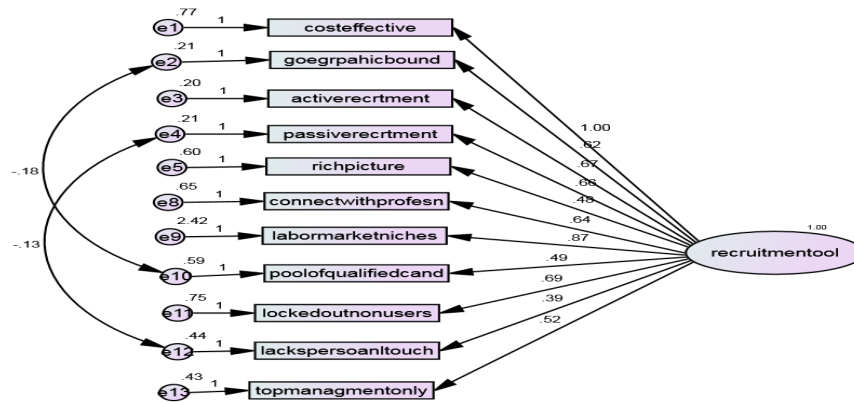 .77
e1 1 costeffective
.21
e2 1 goegrpahicbound
.20
e3 1 activerecrtment
.21
e4 1 passiverecrtment
.60
e5 1 richpicture
.65
e8 1 connectwithprofesn
2.42
e9 1 labormarketniches
.59
e10 1 poolofqualifiedcand
.75
e11 1 lockedoutnonusers
.44
e12 1 lackspersoanltouch
.43
e13 1 topmanagmentonly
-.18
-.13
1.00
.62
.67
.66
.48
.64
.87
.49
.69
.39
.52
1.00
recruitmentool